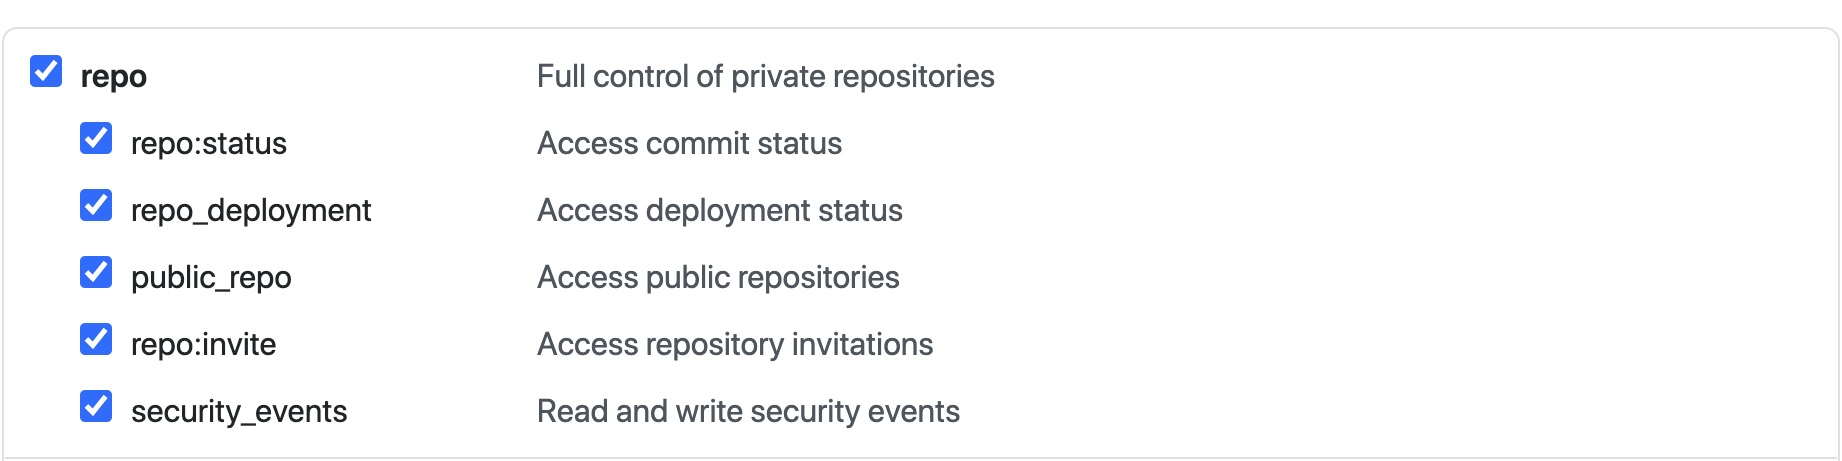 repo Full control of private repositories
repo:status Access commit status
repo_deployment Access deployment status
public_repo Access public repositories
repo:invite Access repository invitations
security_events Read and write security events